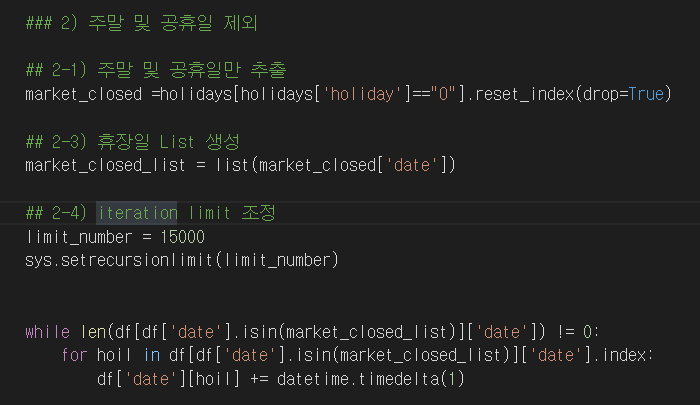 ### 2) 주말 및 공휴일 제외
## 2-1) 주말 및 공휴일만 추출
market_closed =holidays[holidays['holiday']=="0"].reset_index(drop=True)
## 2-3) 휴장일 List 생성
market_closed_list = list(market_closed['date'])
## 2-4) iteration limit 조정
limit_number = 15000
sys.setrecursionlimit(limit_number)
while len(df[df['date'].isin(market_closed_list)]['date']) != 0:
for hoil in df[df['date'].isin(market_closed_list)]['date'].index:
df['date'][hoil] += datetime.timedelta(1)